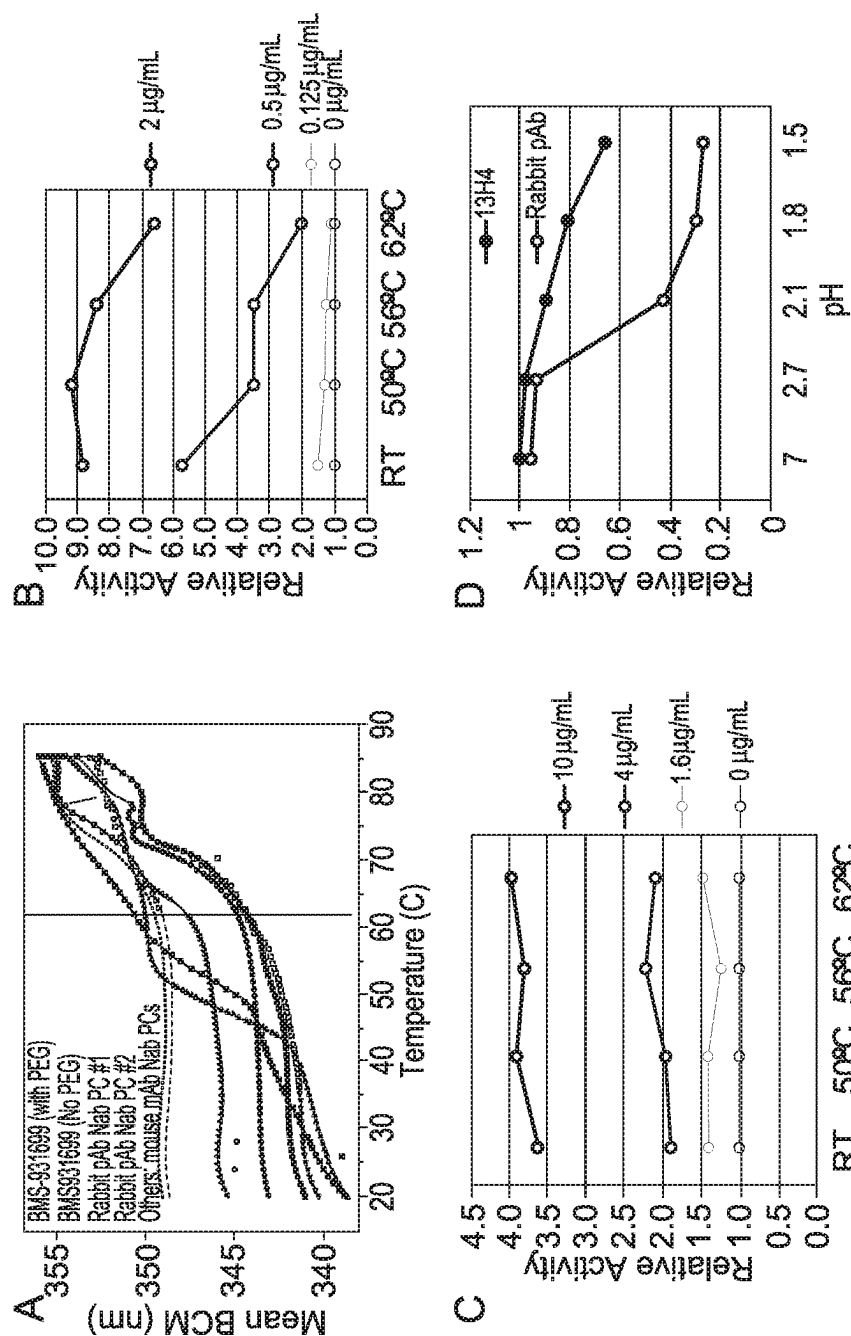 A
Mean BCM (nm)
355
350
345
340
BMS-931699 (with PEG)
BMS931699 (No PEG)
Rabbit pAb Nab PC #1
Rabbit pAb Nab PC #2
Others: mouse mAb Nab PCs
20 30 40 50 60 70 80 90
Temperature (C)
B
Relative Activity
10.0
9.0
8.0
7.0
6.0
5.0
4.0
3.0
2.0
1.0
0.0
RT 50ºC 56ºC 62ºC
2 µg/mL
0.5 µg/mL
0.125 µg/mL
0 µg/mL
C
Relative Activity
4.5
4.0
3.5
3.0
2.5
2.0
1.5
1.0
0.5
0.0
RT 50ºC 56ºC 62ºC
10 µg/mL
4 µg/mL
1.6 µg/mL
0 µg/mL
D
Relative Activity
1.2
1
0.8
0.6
0.4
0.2
0
13H4
Rabbit pAb
7 2.7 2.1 1.8 1.5
pH